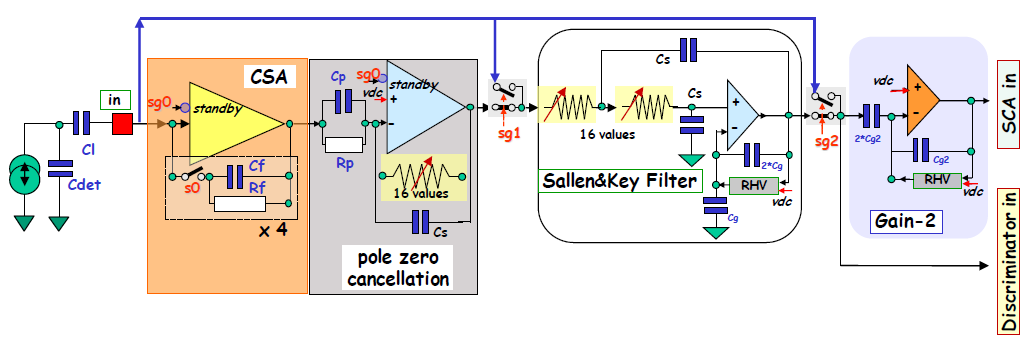 in
Cl
Cdet
CSA
sg0
standby
s0
Cf
Rf
x 4
Cp
Rp
sg0
standby
vdc
+
-
16 values
Cs
pole zero
cancellation
sg1
Cs
16 values
Cs
+
-
2*Cg
RHV
vdc
Cg
Sallen&Key Filter
sg2
2*Cg2
vdc
+
-
Cg2
RHV
vdc
Gain-2
SCA in
Discriminator in